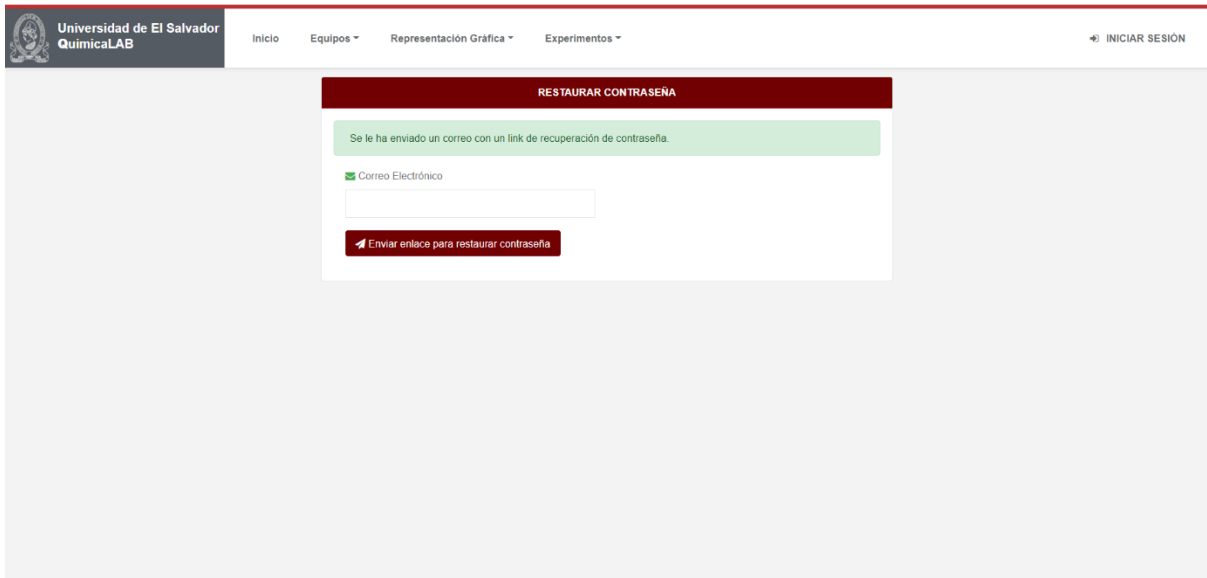 Universidad de El Salvador
QuimicaLAB
Inicio
Equipos
Representación Gráfica
Experimentos
INICIAR SESIÓN
RESTAURAR CONTRASEÑA
Se le ha enviado un correo con un link de recuperación de contraseña.
Correo Electrónico
Enviar enlace para restaurar contraseña